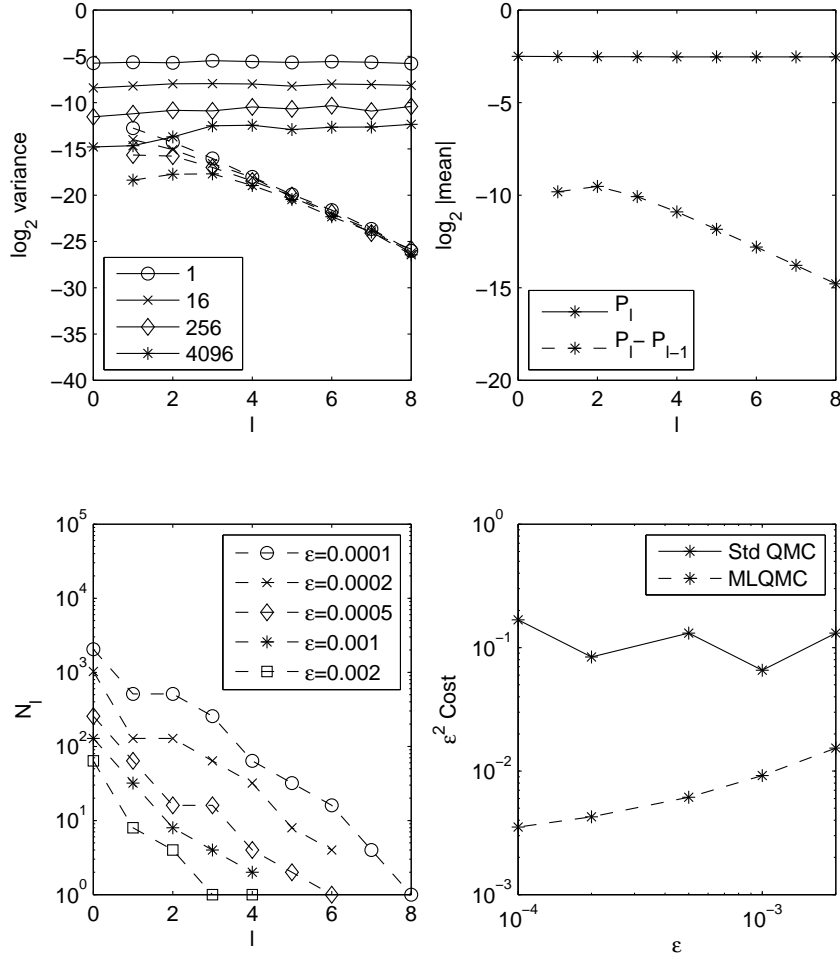 0
−5
−10
−15
−20
−25
−30
−35
−40
log₂ variance
0 2 4 6 8
l
1
16
256
4096
0
−5
−10
−15
−20
log₂ |mean|
0 2 4 6 8
l
P_l
P_l − P_{l−1}
10⁵
10⁴
10³
10²
10¹
10⁰
N_l
0 2 4 6 8
l
ε=0.0001
ε=0.0002
ε=0.0005
ε=0.001
ε=0.002
10⁰
10⁻¹
10⁻²
10⁻³
ε² Cost
10⁻⁴ 10⁻³
ε
Std QMC
MLQMC